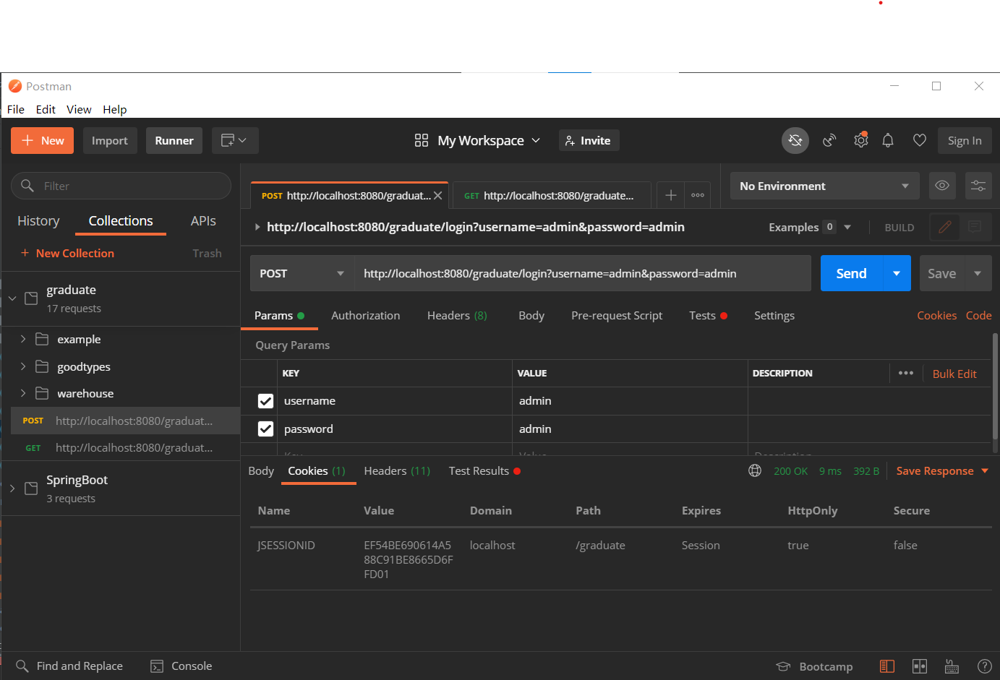 Postman
File Edit View Help
New Import Runner My Workspace Invite Sign In
Filter
History Collections APIs
New Collection Trash
graduate
17 requests
example
goodtypes
warehouse
POST http://localhost:8080/graduat...
GET http://localhost:8080/graduat...
SpringBoot
3 requests
POST http://localhost:8080/graduat... GET http://localhost:8080/graduate...
No Environment
http://localhost:8080/graduate/login?username=admin&password=admin Examples 0 BUILD
POST http://localhost:8080/graduate/login?username=admin&password=admin Send Save
Params Authorization Headers (8) Body Pre-request Script Tests Settings Cookies Code
Query Params
KEY VALUE DESCRIPTION Bulk Edit
username admin
password admin
Key Value Description
Body Cookies (1) Headers (11) Test Results 200 OK 9 ms 392 B Save Response
Name Value Domain Path Expires HttpOnly Secure
JSESSIONID EF54BE690614A5 localhost /graduate Session true false
88C91BE8665D6F
FD01
Find and Replace Console Bootcamp